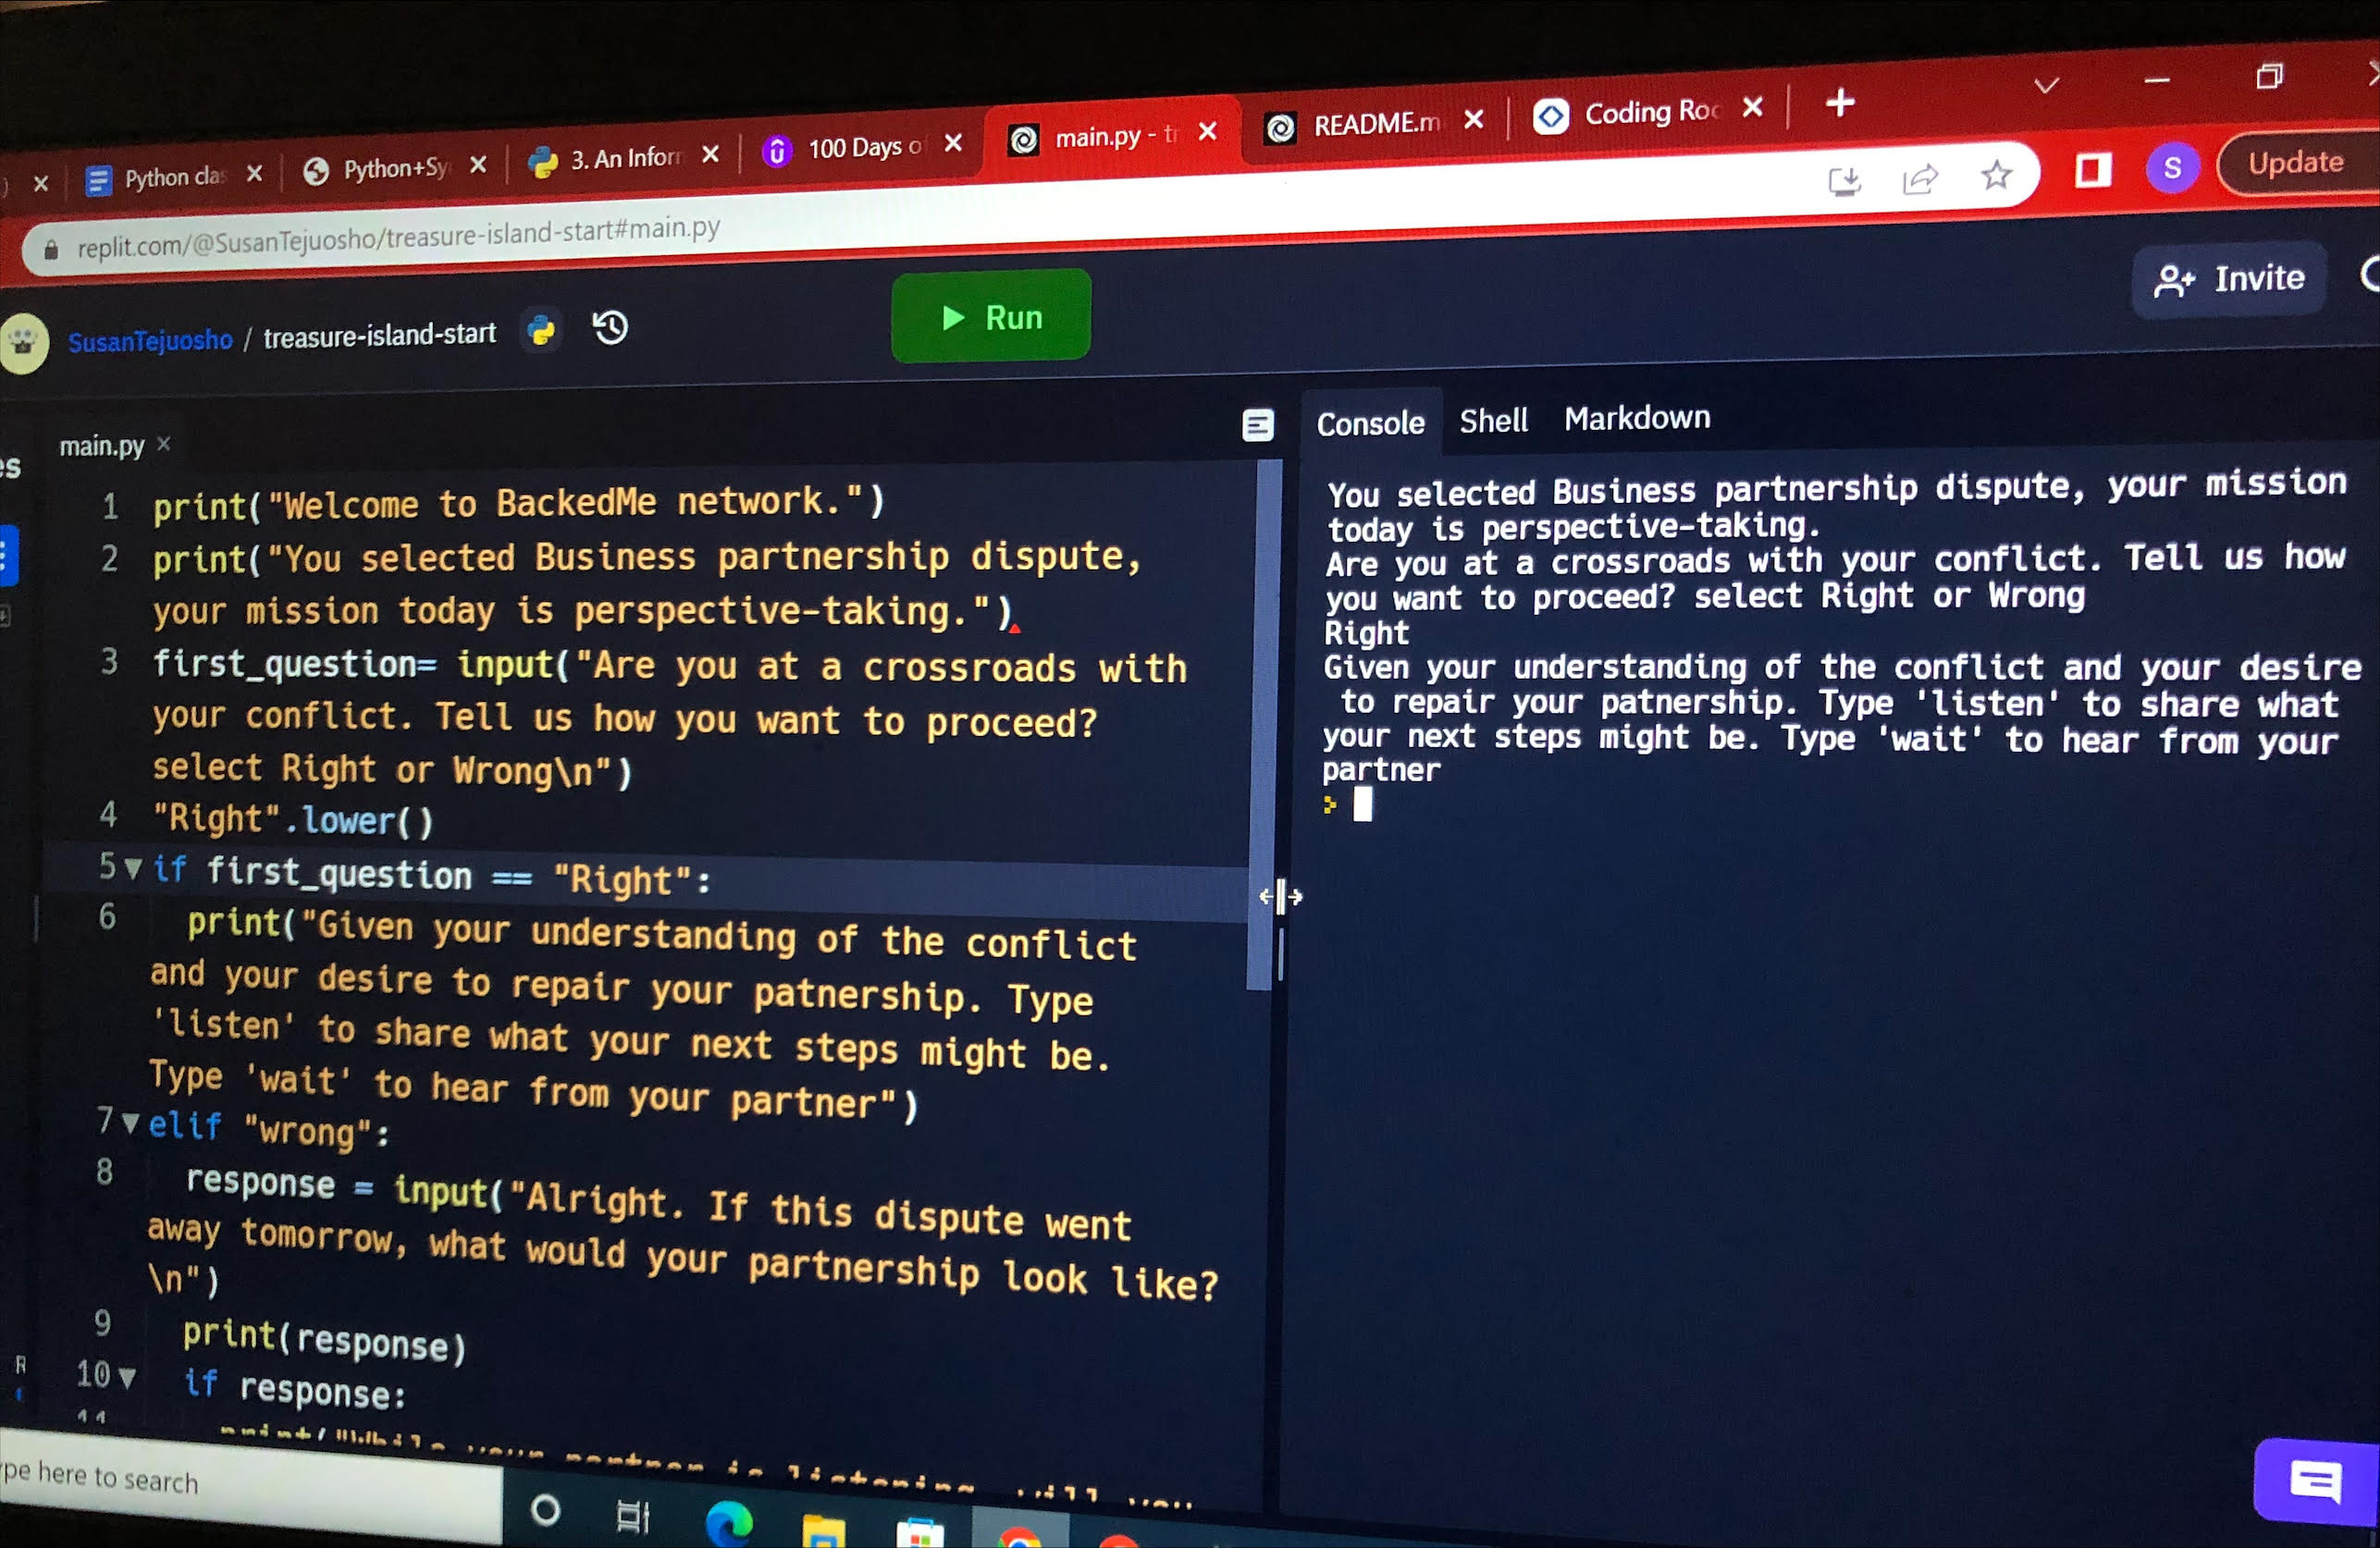 Python clas
Python+Sy
3. An Inforr
100 Days o
main.py - tr
README.m
Coding Roc
replit.com/@SusanTejuosho/treasure-island-start#main.py
S
Update
SusanTejuosho / treasure-island-start
Run
Invite
es
main.py
Console Shell Markdown
1 print("Welcome to BackedMe network.")
2 print("You selected Business partnership dispute,
your mission today is perspective-taking.")
3 first_question= input("Are you at a crossroads with
your conflict. Tell us how you want to proceed?
select Right or Wrong\n")
4 "Right".lower()
5 if first_question == "Right":
6 print("Given your understanding of the conflict
and your desire to repair your patnership. Type
'listen' to share what your next steps might be.
Type 'wait' to hear from your partner")
7 elif "wrong":
8 response = input("Alright. If this dispute went
away tomorrow, what would your partnership look like?
\n")
9 print(response)
10 if response:
11 print("While your partner is listening, will you
You selected Business partnership dispute, your mission
today is perspective-taking.
Are you at a crossroads with your conflict. Tell us how
you want to proceed? select Right or Wrong
Right
Given your understanding of the conflict and your desire
to repair your patnership. Type 'listen' to share what
your next steps might be. Type 'wait' to hear from your
partner
>
R
pe here to search